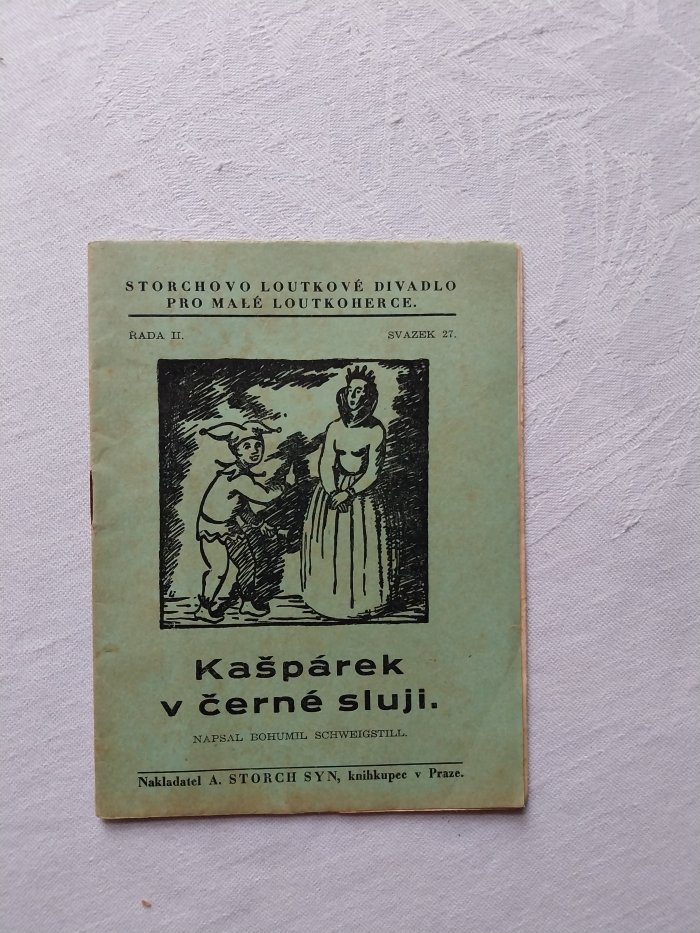 STORCHOVO LOUTKOVÉ DIVADLO
PRO MALÉ LOUTKOHERCE.
ŘADA II. SVAZEK 27.
Kašpárek
v černé sluji.
NAPSAL BOHUMIL SCHWEIGSTILL.
Nakladatel A. STORCH SYN, knihkupec v Praze.